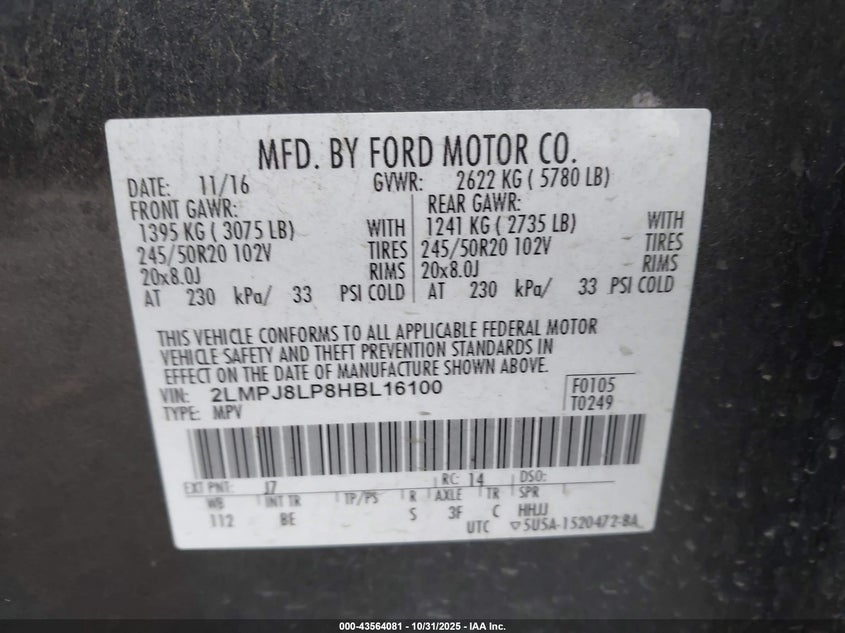 MFD. BY FORD MOTOR CO.
DATE: 11/16 GVWR: 2622 KG ( 5780 LB)
FRONT GAWR: REAR GAWR:
1395 KG ( 3075 LB) WITH 1241 KG ( 2735 LB) WITH
245/50R20 102V TIRES 245/50R20 102V TIRES
20x8.0J RIMS 20x8.0J RIMS
AT 230 kPa/ 33 PSI COLD AT 230 kPa/ 33 PSI COLD
THIS VEHICLE CONFORMS TO ALL APPLICABLE FEDERAL MOTOR
VEHICLE SAFETY AND THEFT PREVENTION STANDARDS IN
EFFECT ON THE DATE OF MANUFACTURE SHOWN ABOVE.
VIN: 2LMPJ8LP8HBL16100 F0105
TYPE: MPV T0249
EXT PNT: J7 RC: 14 DSO:
WB INT TR TP/PS R AXLE TR SPR
112 BE S 3F C HHJJ
UTC ▽5U5A-1520472-BA
000-43564081 - 10/31/2025 - IAA Inc.